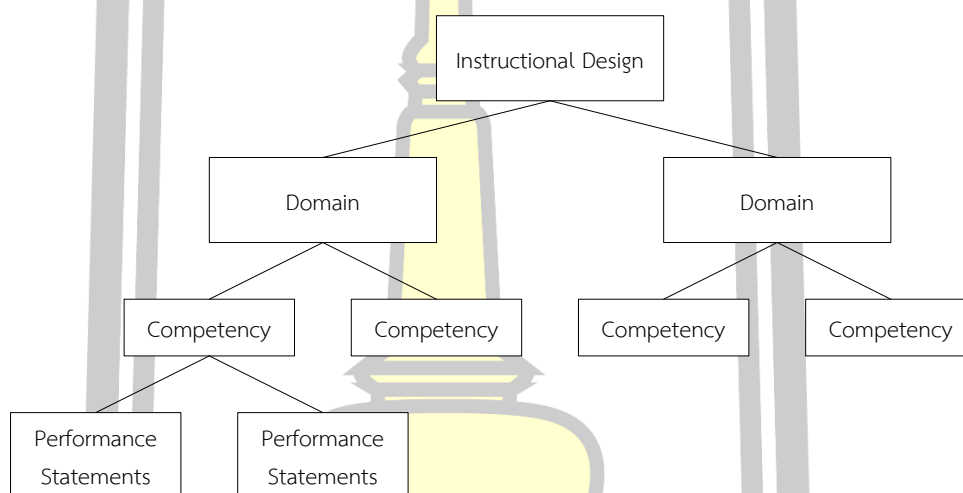 Instructional Design
Domain
Domain
Competency
Competency
Competency
Competency
Performance
Statements
Performance
Statements